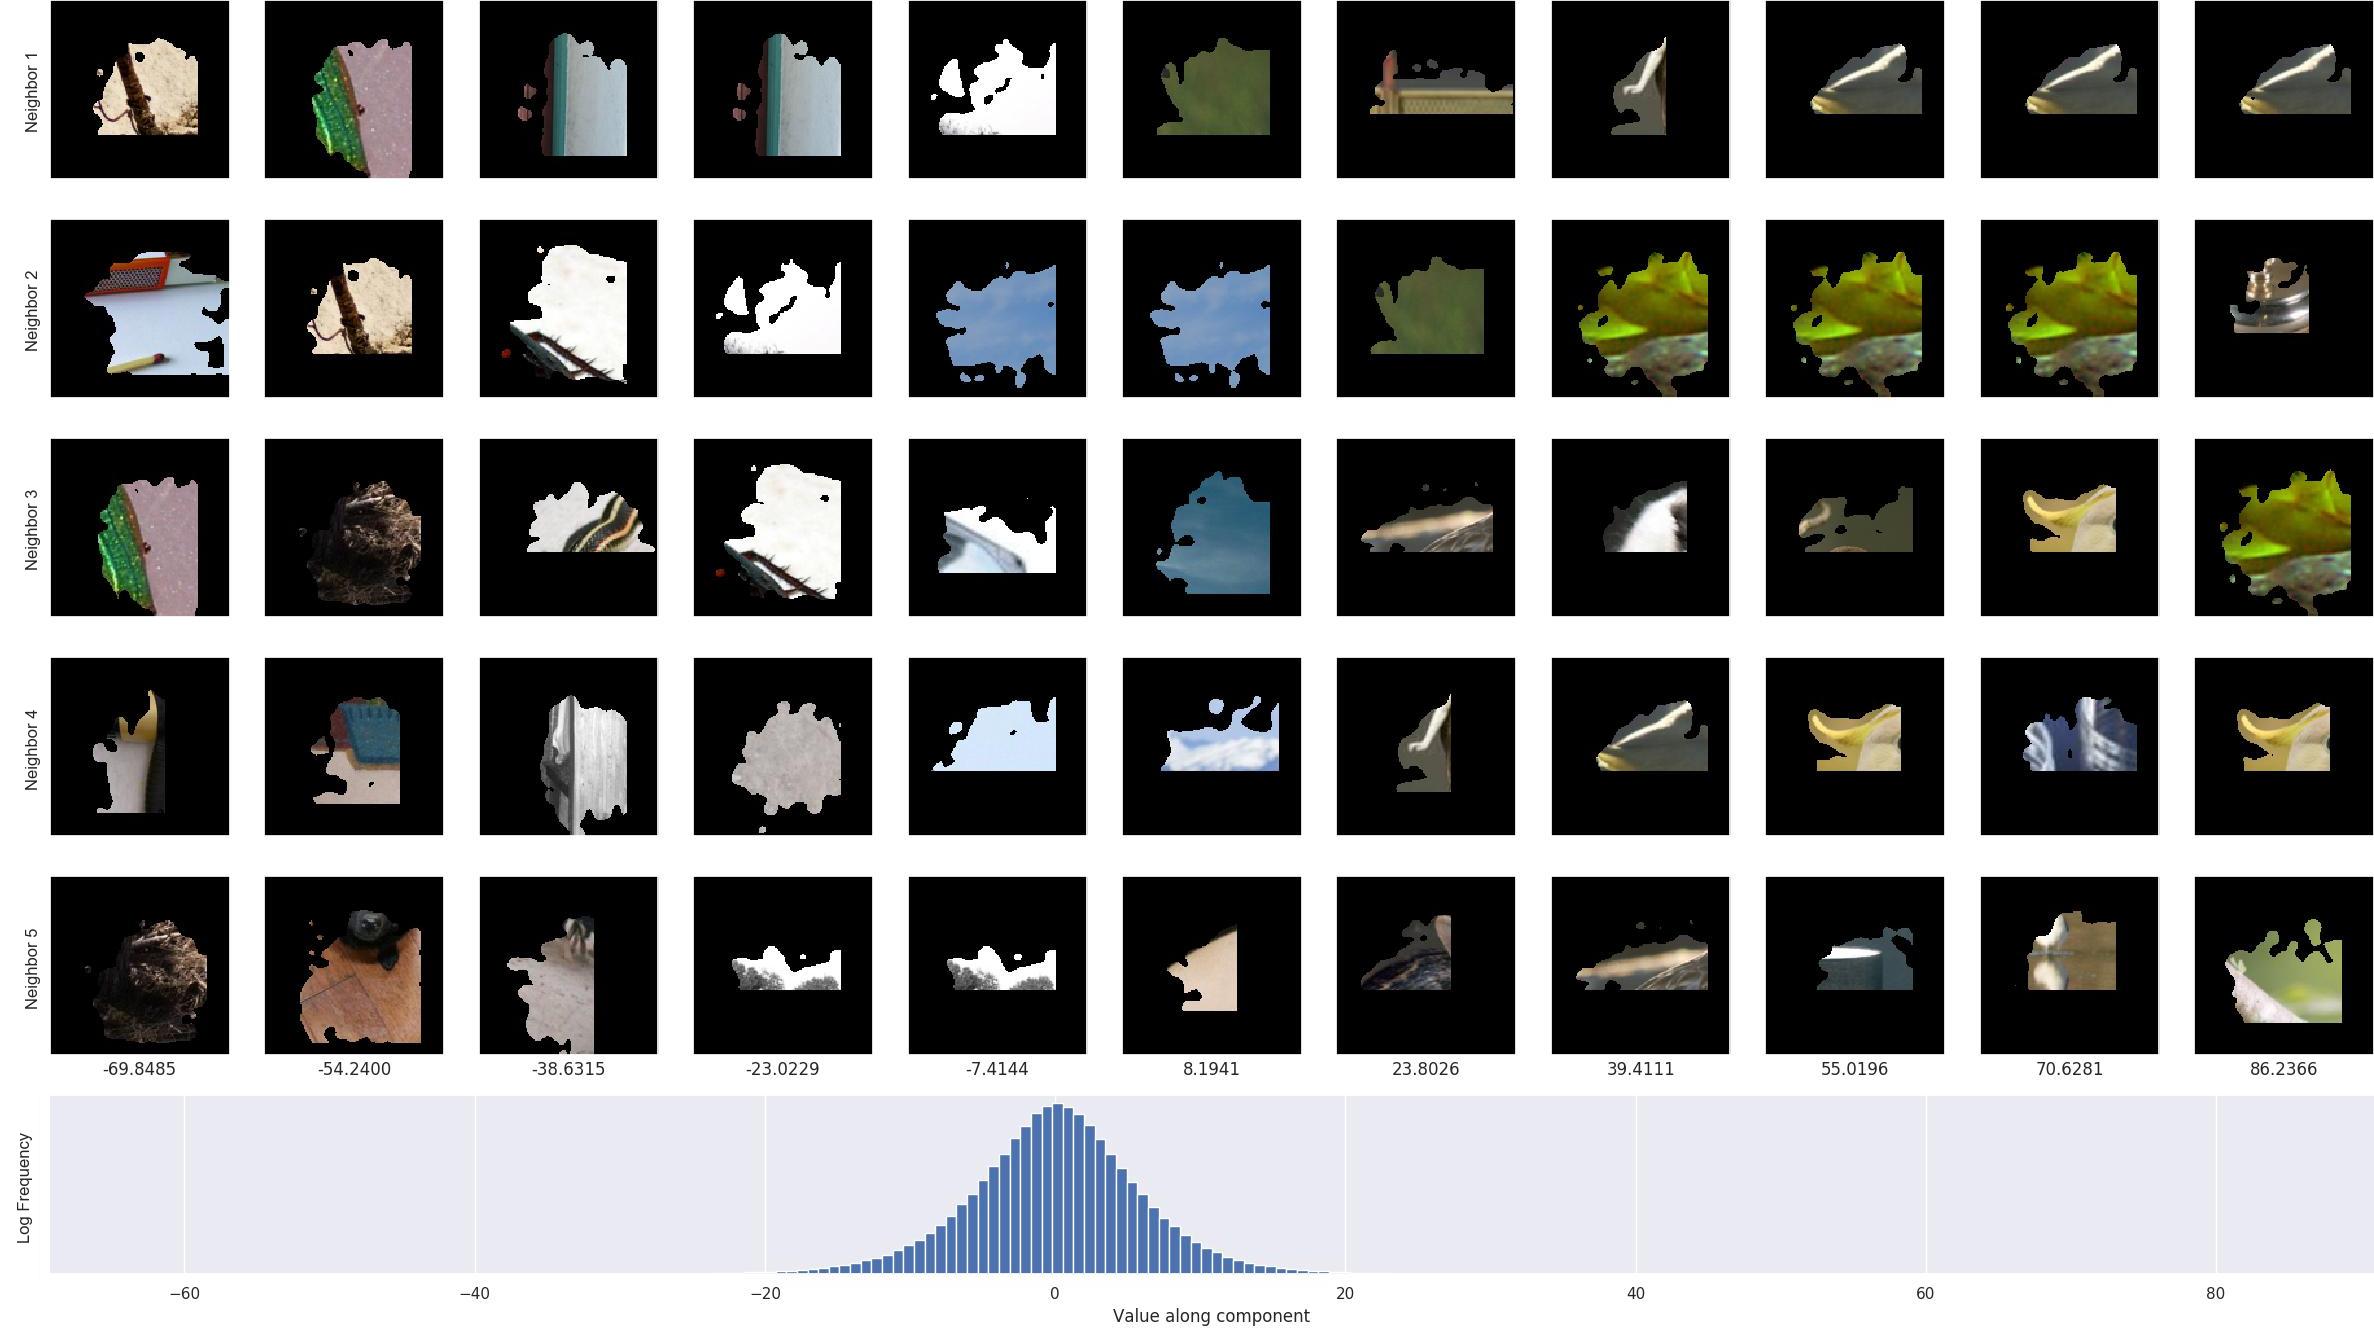 Neighbor 1
Neighbor 2
Neighbor 3
Neighbor 4
Neighbor 5
-69.8485 -54.2400 -38.6315 -23.0229 -7.4144 8.1941 23.8026 39.4111 55.0196 70.6281 86.2366
Log Frequency
−60 −40 −20 0 20 40 60 80
Value along component